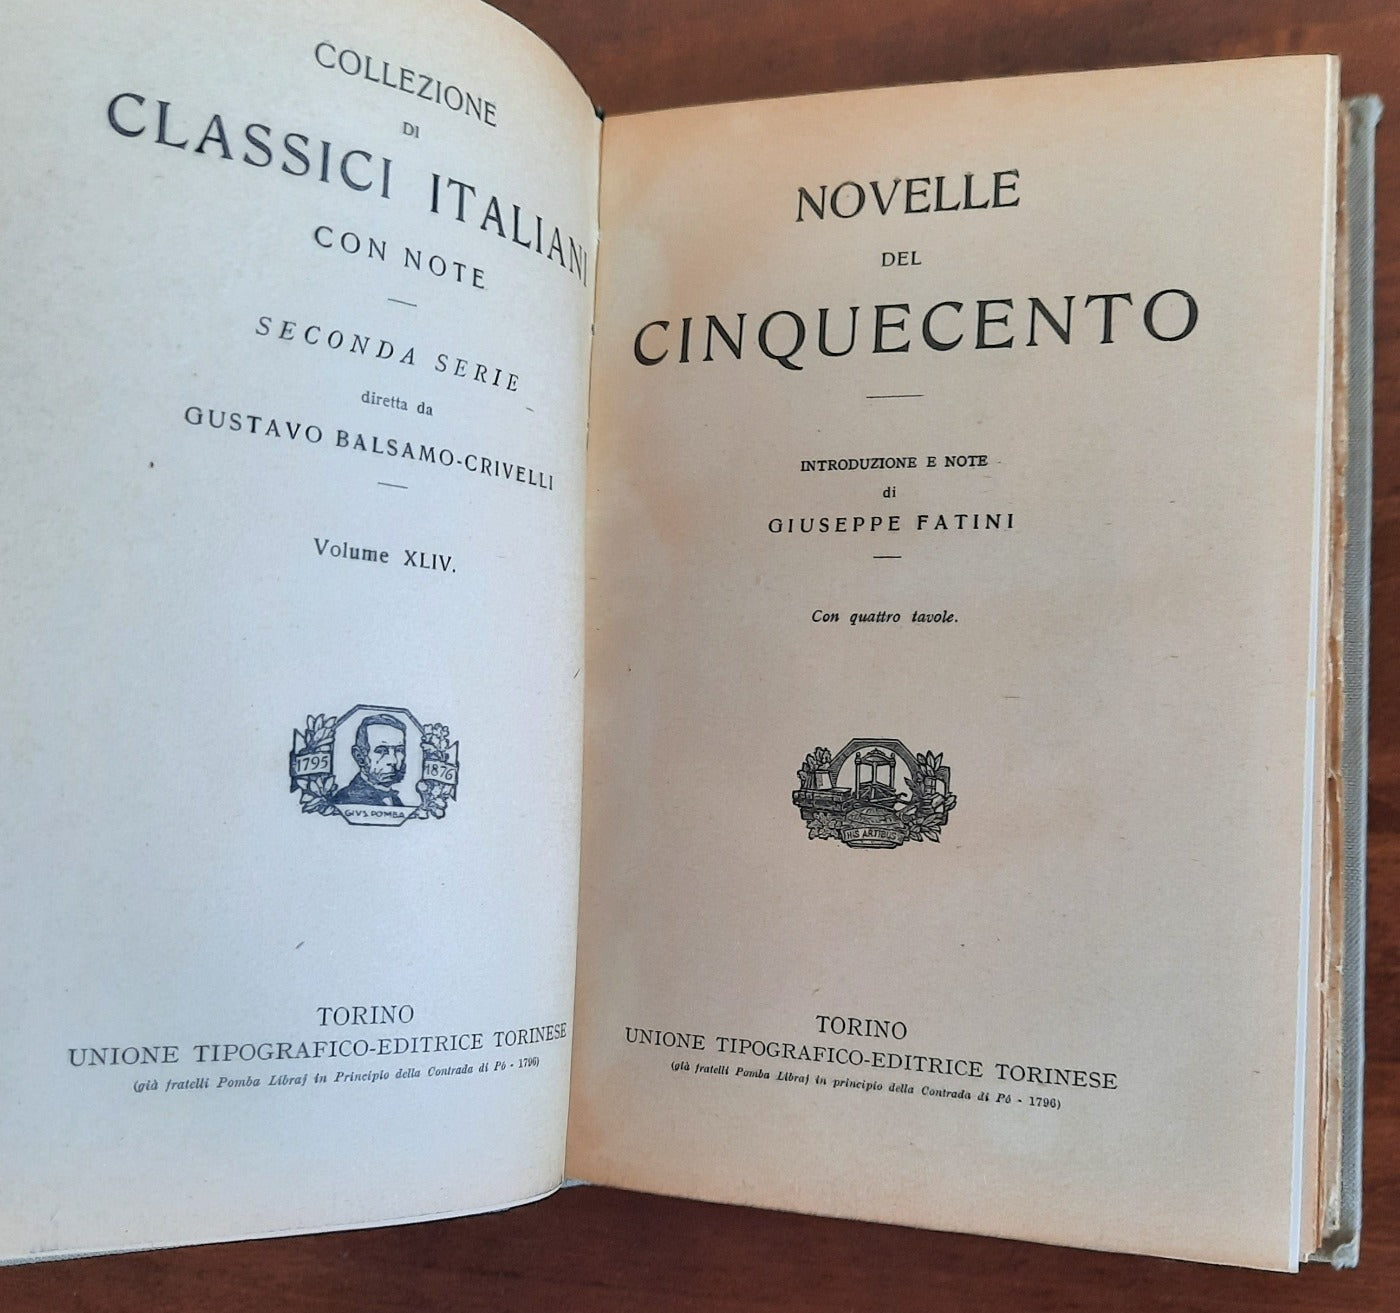 COLLEZIONE
DI
CLASSICI ITALIANI
CON NOTE
SECONDA SERIE
diretta da
GUSTAVO BALSAMO-CRIVELLI
Volume XLIV.
1795
1876
GIVS. POMBA
TORINO
UNIONE TIPOGRAFICO-EDITRICE TORINESE
(già fratelli Pomba Libraj in Principio della Contrada di Pò - 1796)
NOVELLE
DEL
CINQUECENTO
INTRODUZIONE E NOTE
di
GIUSEPPE FATINI
Con quattro tavole.
HIS ARTIBUS
TORINO
UNIONE TIPOGRAFICO-EDITRICE TORINESE
(già fratelli Pomba Libraj in principio della Contrada di Pò - 1796)